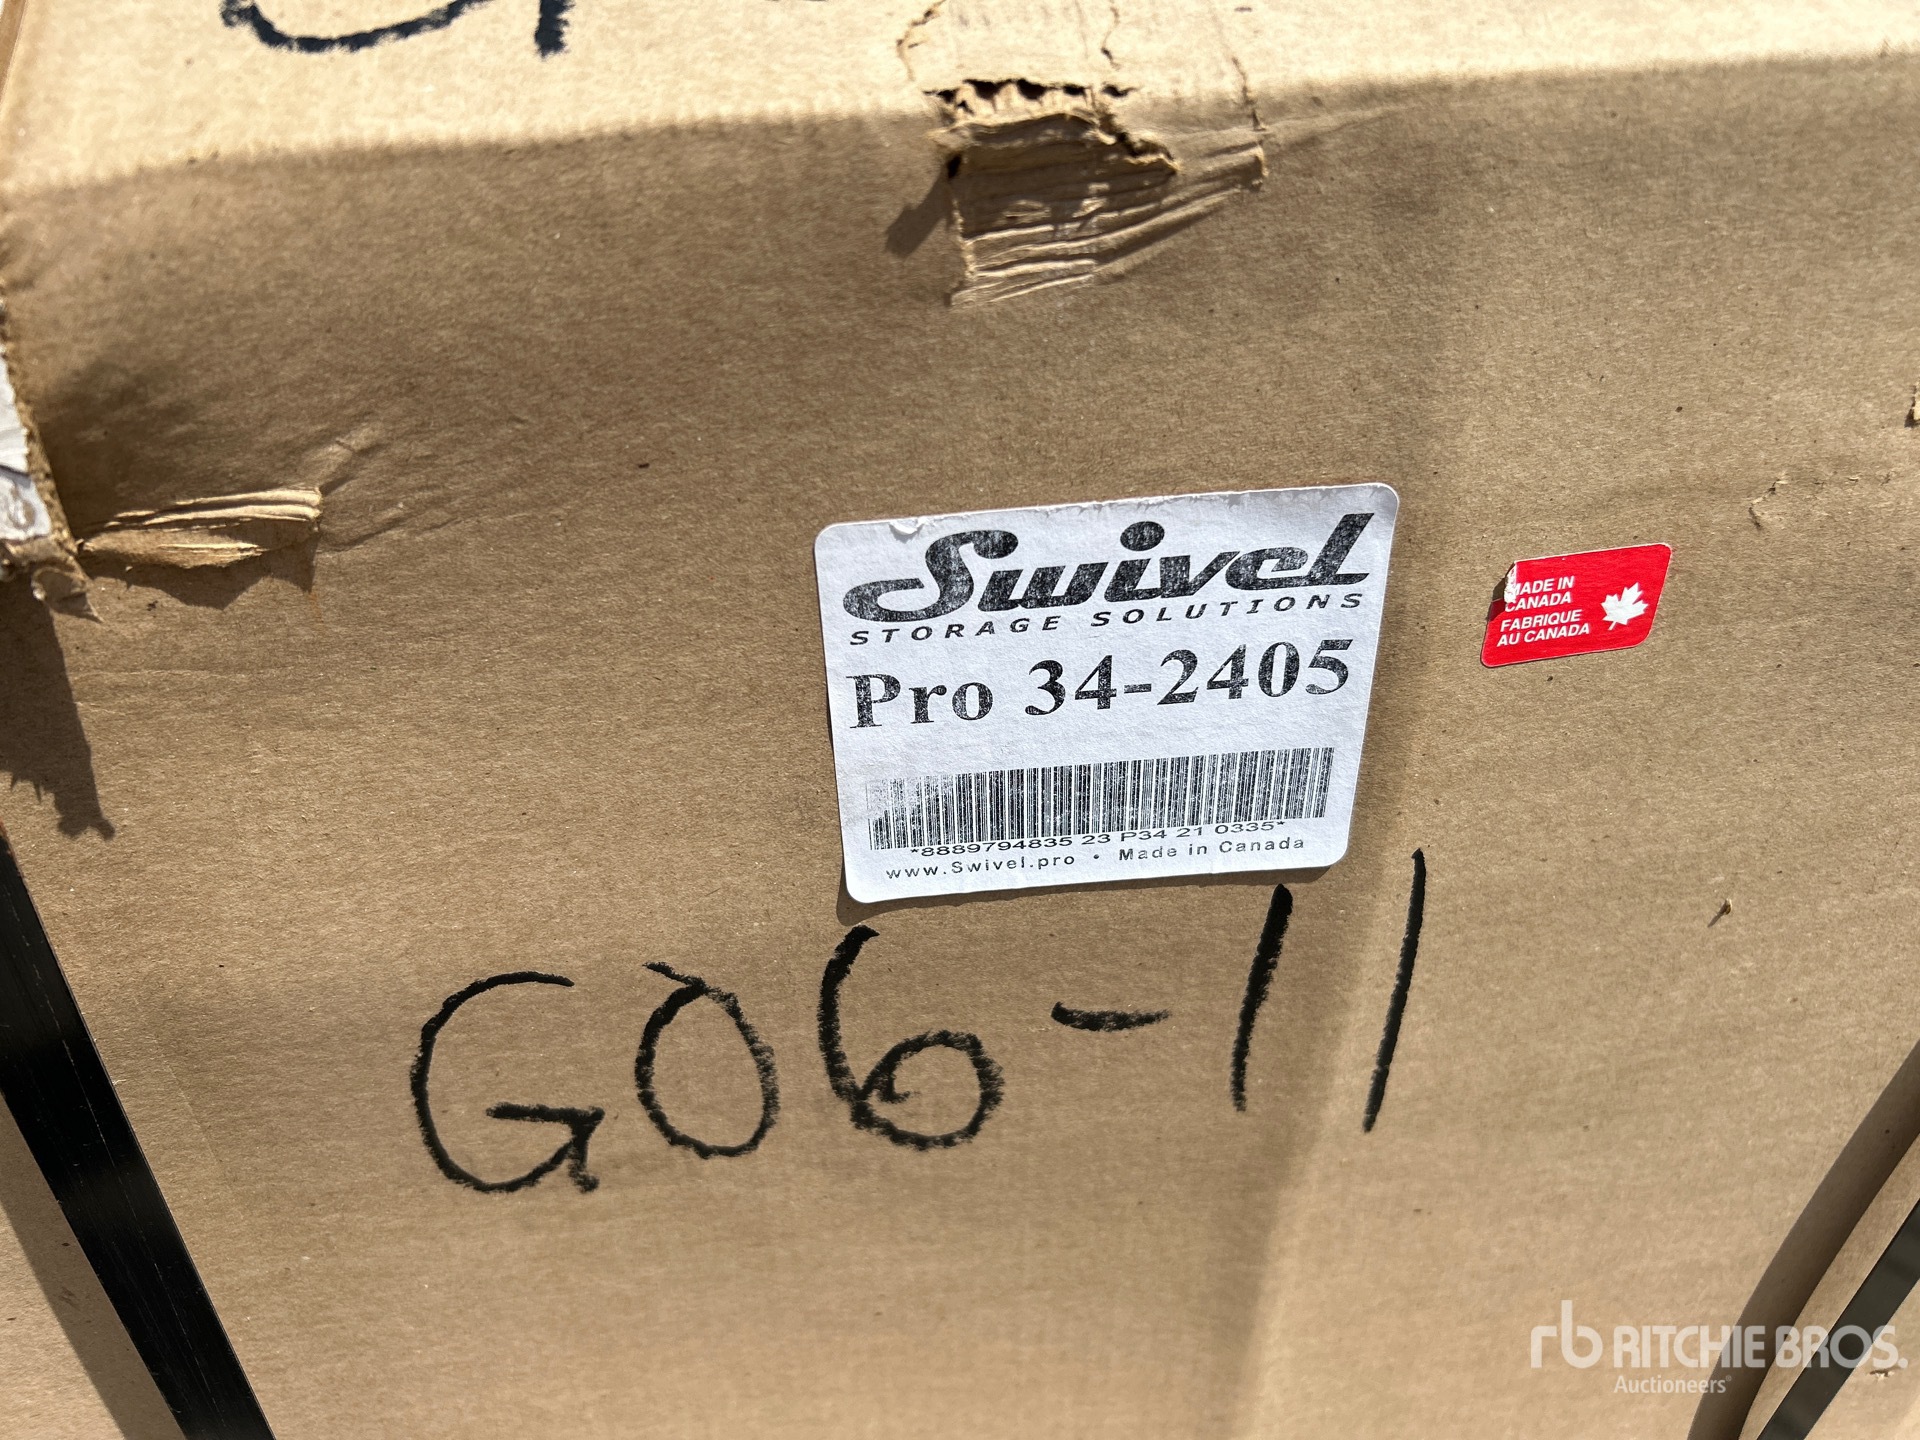 Swivel
STORAGE SOLUTIONS
Pro 34-2405
*8889794835 23 P34 21 0335*
www.Swivel.pro • Made in Canada
MADE IN
CANADA
FABRIQUE
AU CANADA
G06-11
rb RITCHIE BROS.
Auctioneers